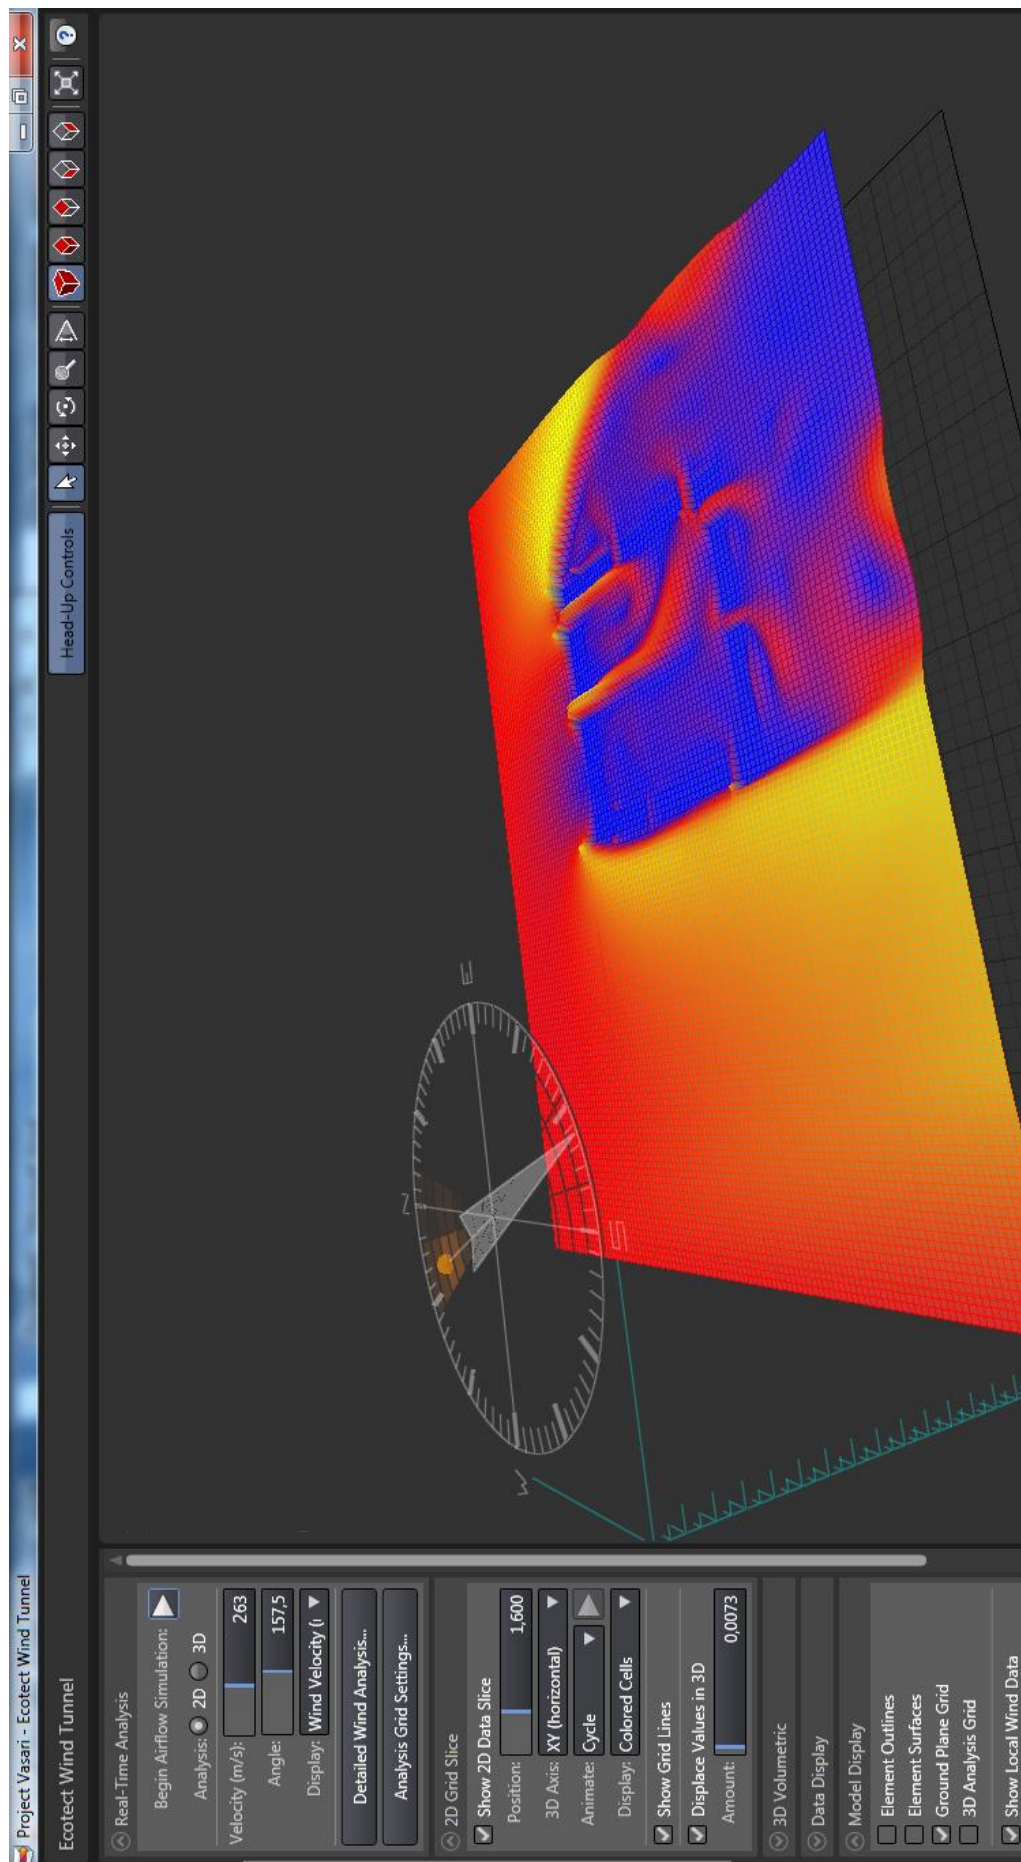 Project Vasari - Ecotect Wind Tunnel
Ecotect Wind Tunnel
Head-Up Controls
?
Real-Time Analysis
Begin Airflow Simulation:
Analysis: 2D 3D
Velocity (m/s): 263
Angle: 157,5
Display: Wind Velocity (
Detailed Wind Analysis...
Analysis Grid Settings...
2D Grid Slice
Show 2D Data Slice
Position: 1,600
3D Axis: XY (horizontal)
Animate: Cycle
Display: Colored Cells
Show Grid Lines
Displace Values in 3D
Amount: 0,0073
3D Volumetric
Data Display
Model Display
Element Outlines
Element Surfaces
Ground Plane Grid
3D Analysis Grid
Show Local Wind Data
N
W
E
S